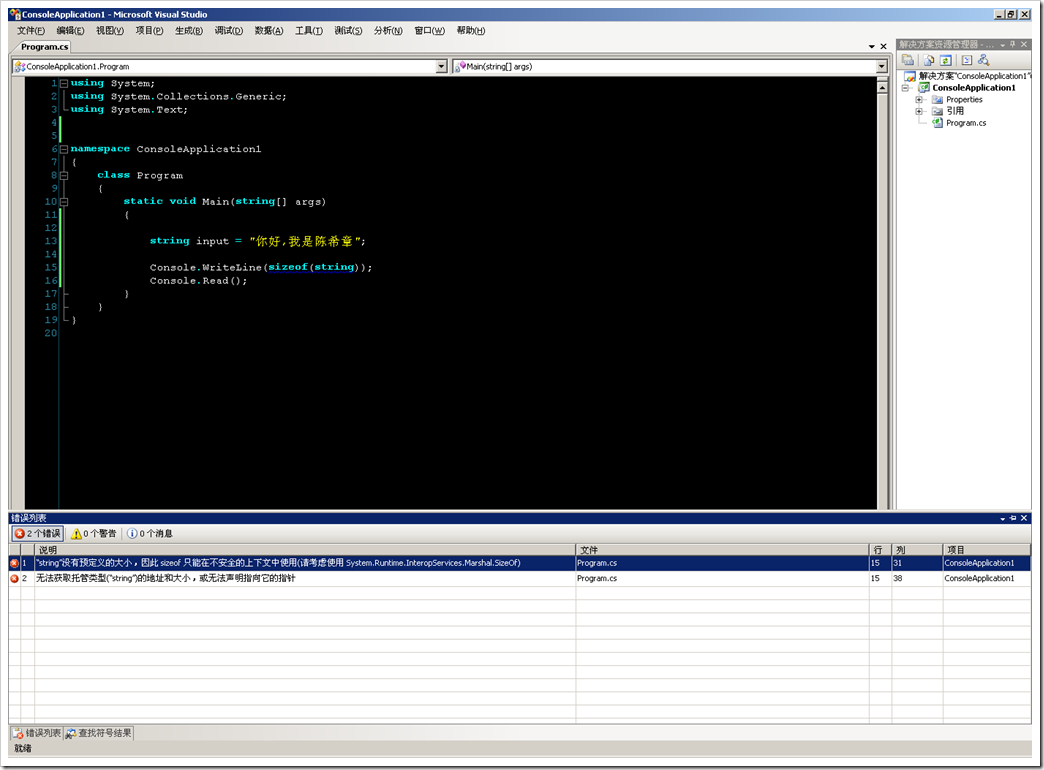 ConsoleApplication1 - Microsoft Visual Studio
文件(F) 编辑(E) 视图(V) 项目(P) 生成(B) 调试(D) 数据(A) 工具(T) 测试(S) 分析(N) 窗口(W) 帮助(H)
Program.cs
ConsoleApplication1.Program
Main(string[] args)
1 using System;
2 using System.Collections.Generic;
3 using System.Text;
4
5
6 namespace ConsoleApplication1
7 {
8 class Program
9 {
10 static void Main(string[] args)
11 {
12
13 string input = "你好,我是陈希章";
14
15 Console.WriteLine(sizeof(string));
16 Console.Read();
17 }
18 }
19 }
20
解决方案资源管理器 - ...
解决方案"ConsoleApplication1"
ConsoleApplication1
Properties
引用
Program.cs
错误列表
2 个错误 0 个警告 0 个消息
说明 文件 行 列 项目
1 "string"没有预定义的大小，因此 sizeof 只能在不安全的上下文中使用(请考虑使用 System.Runtime.InteropServices.Marshal.SizeOf) Program.cs 15 31 ConsoleApplication1
2 无法获取托管类型("string")的地址和大小，或无法声明指向它的指针 Program.cs 15 38 ConsoleApplication1
错误列表 查找符号结果
就绪